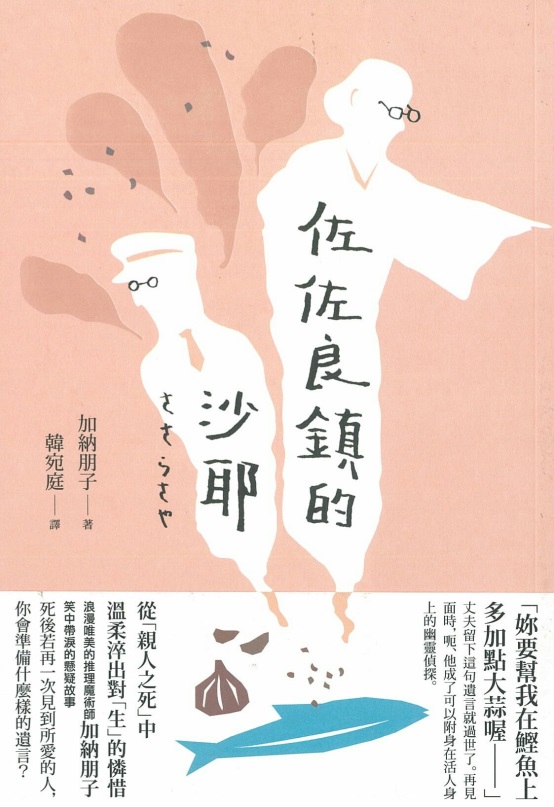 佐佐良鎮的
沙耶
ささらさや
加納朋子——著
韓宛庭——譯
「妳要幫我在鰹魚上
多加點大蒜喔——」
丈夫留下這句遺言就過世了。再見
面時，呃、他成了可以附身在活人身
上的幽靈偵探。
從「親人之死」中
溫柔淬出對「生」的憐惜
浪漫唯美的推理魔術師 加納朋子
笑中帶淚的懸疑故事
死後若再一次見到所愛的人，
你會準備什麼樣的遺言？